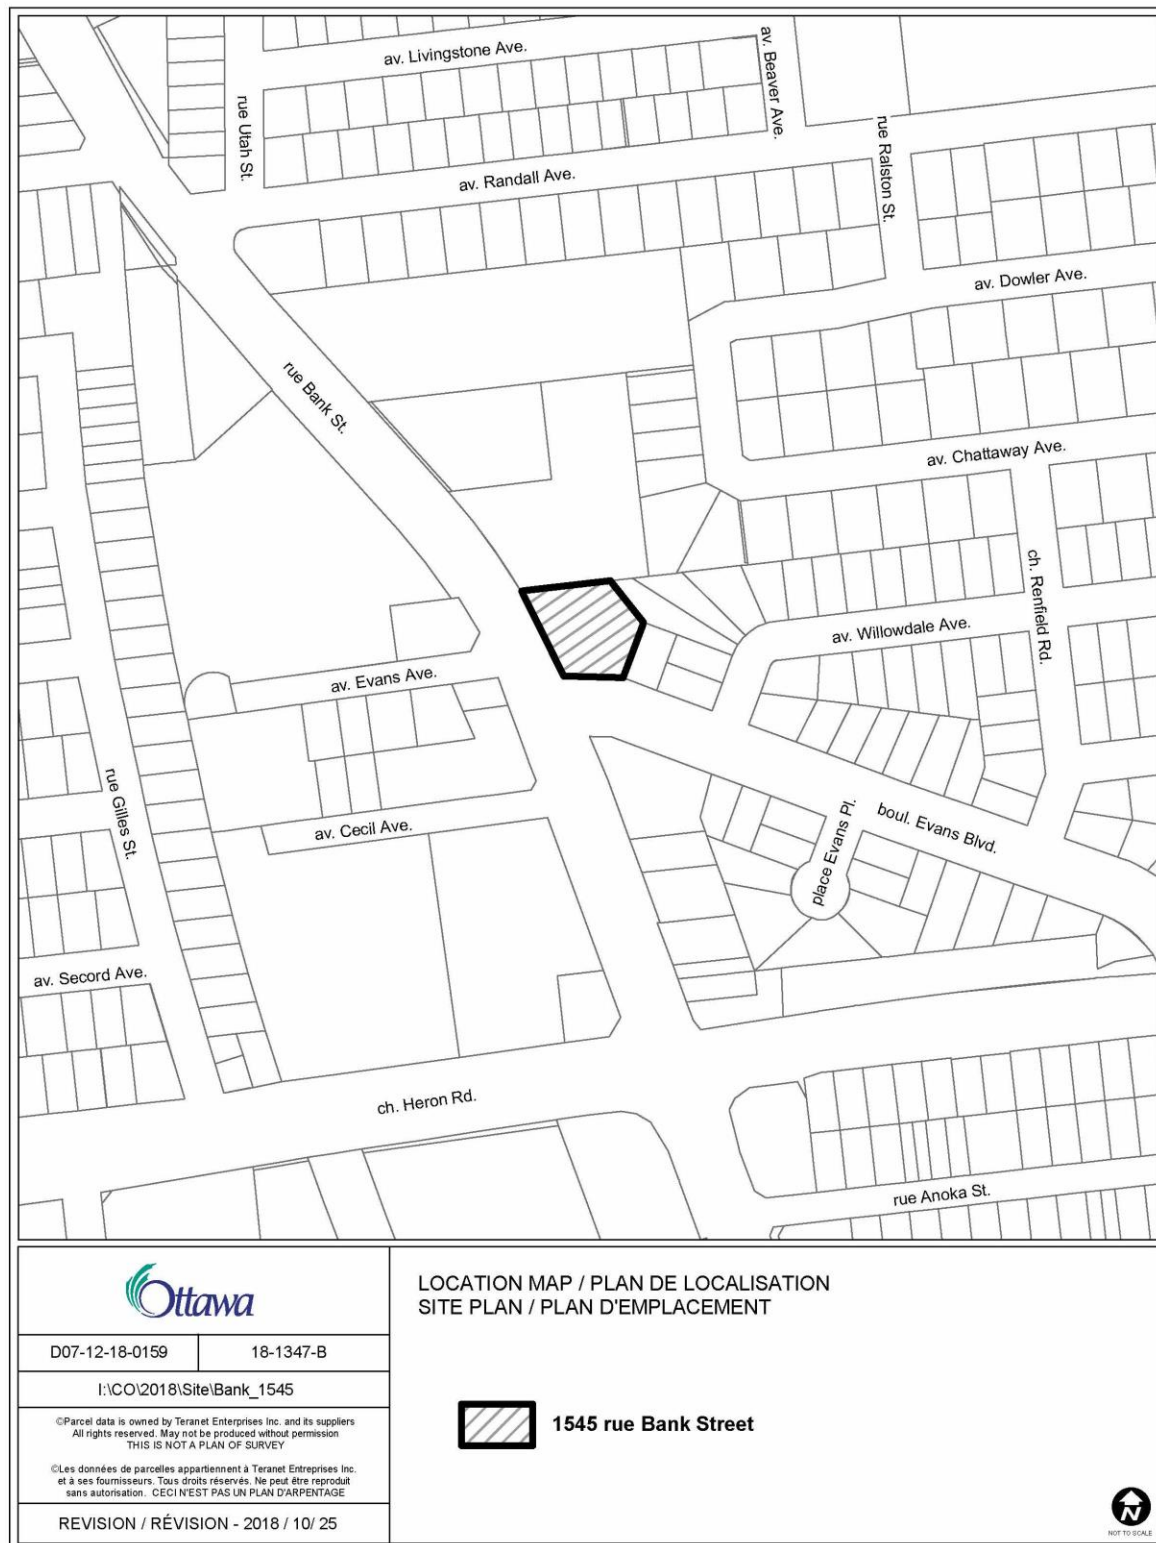 av. Livingstone Ave.
av. Beaver Ave.
rue Utah St.
rue Ralston St.
av. Randall Ave.
av. Dowler Ave.
rue Bank St.
av. Chattaway Ave.
ch. Renfield Rd.
av. Willowdale Ave.
av. Evans Ave.
rue Gilles St.
av. Cecil Ave.
place Evans Pl.
boul. Evans Blvd.
av. Secord Ave.
ch. Heron Rd.
rue Anoka St.
Ottawa
D07-12-18-0159
18-1347-B
I:\CO\2018\Site\Bank_1545
©Parcel data is owned by Teranet Enterprises Inc. and its suppliers
All rights reserved. May not be produced without permission
THIS IS NOT A PLAN OF SURVEY
©Les données de parcelles appartiennent à Teranet Entreprises Inc.
et à ses fournisseurs. Tous droits réservés. Ne peut être reproduit
sans autorisation. CECI N'EST PAS UN PLAN D'ARPENTAGE
REVISION / RÉVISION - 2018 / 10/ 25
LOCATION MAP / PLAN DE LOCALISATION
SITE PLAN / PLAN D'EMPLACEMENT
1545 rue Bank Street
N
NOT TO SCALE